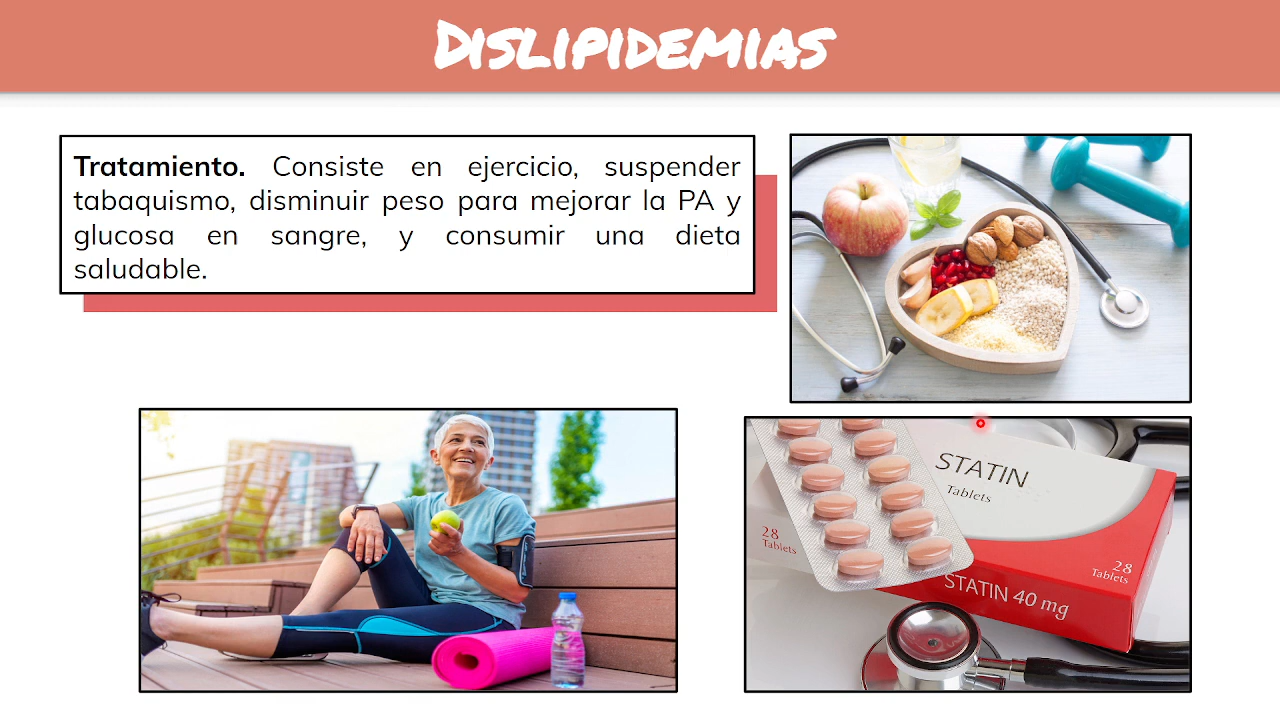 DISLIPIDEMIAS
Tratamiento. Consiste en ejercicio, suspender
tabaquismo, disminuir peso para mejorar la PA y
glucosa en sangre, y consumir una dieta
saludable.
STATIN
Tablets
28
Tablets
28
Tablets
STATIN 40 mg